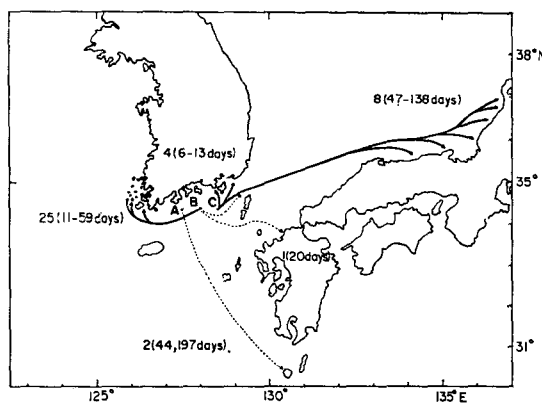 38°N
8(47-138days)
4(6-13days)
35°
A B C
25(11-59days)
1(20days)
2(44,197days)
31°
125° 130° 135°E